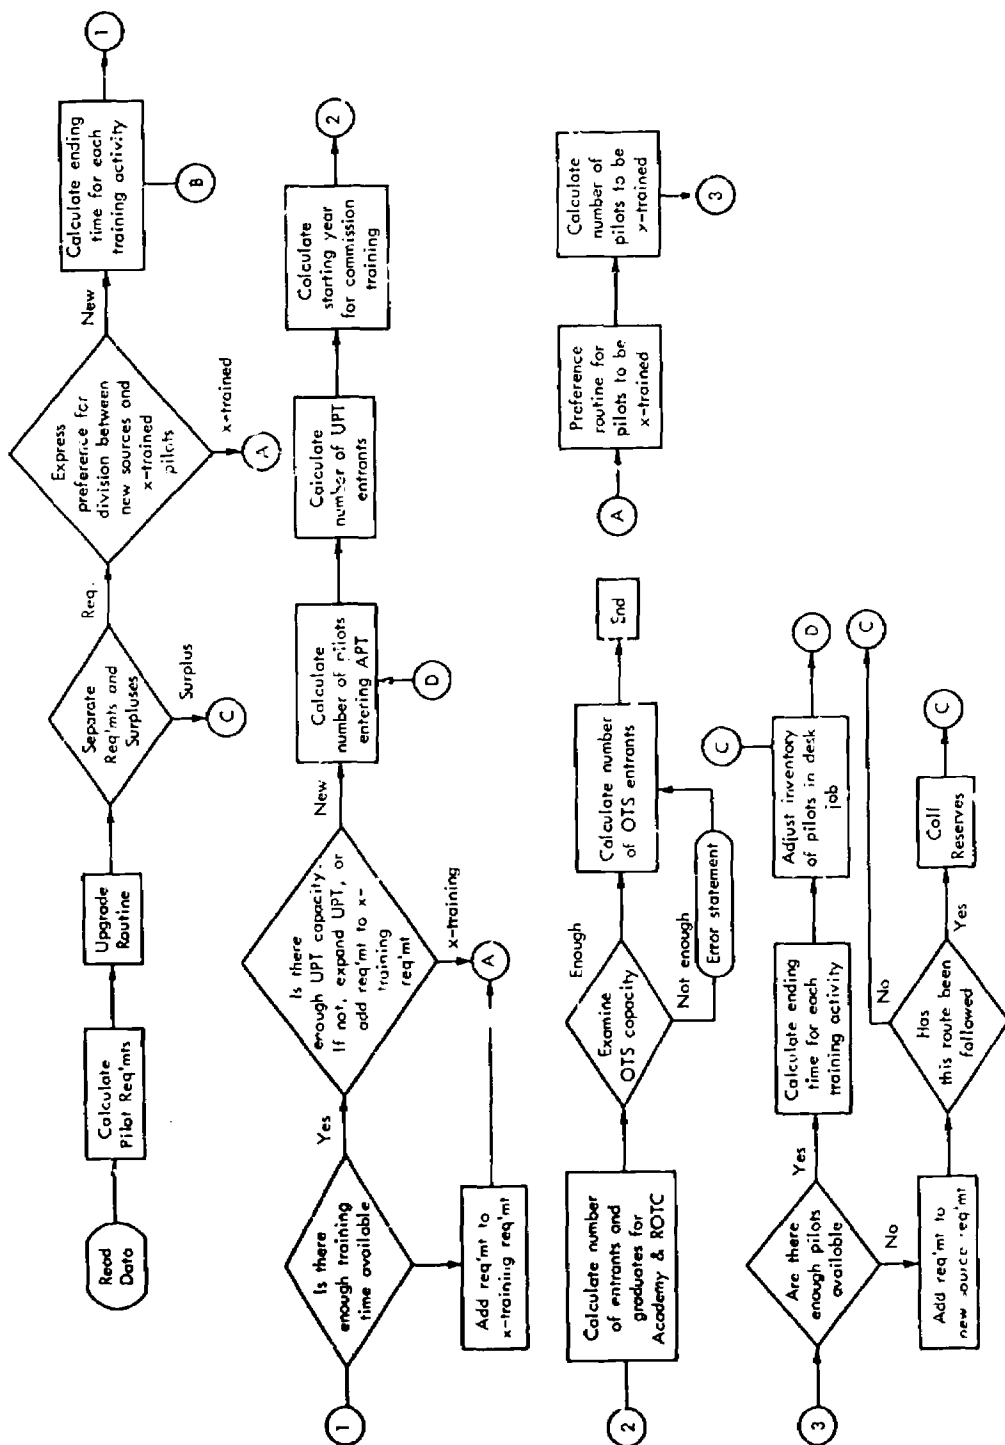 Read
Data
Calculate
Pilot Req'mts
Upgrade
Routine
Separate
Req'mts and
Surpluses
Req.
Surplus
C
Express
preference for
division between
new sources and
x-trained
pilots
New
x-trained
A
Calculate ending
time for each
training activity
B
1
1
Is there
enough training
time available
Yes
Add req'mt to
x-training req'mt
Is there
enough UPT capacity.
If not, expand UPT, or
add req'mt to x-
training
req'mt
New
x-training
A
Calculate
number of pilots
entering APT
D
Calculate
number of UPT
entrants
Calculate
starting year
for commission
training
2
2
Calculate number
of entrants and
graduates for
Academy & ROTC
Examine
OTS capacity
Enough
Not enough
Error statement
Calculate number
of OTS entrants
End
A
Preference
routine for
pilots to be
x-trained
Calculate
number of
pilots to be
x-trained
3
3
Are there
enough pilots
available
Yes
No
Calculate ending
time for each
training activity
Adjust inventory
of pilots in desk
job
C
D
Add req'mt to
new source req'mt
Has
this route been
followed
No
C
Yes
Call
Reserves
C